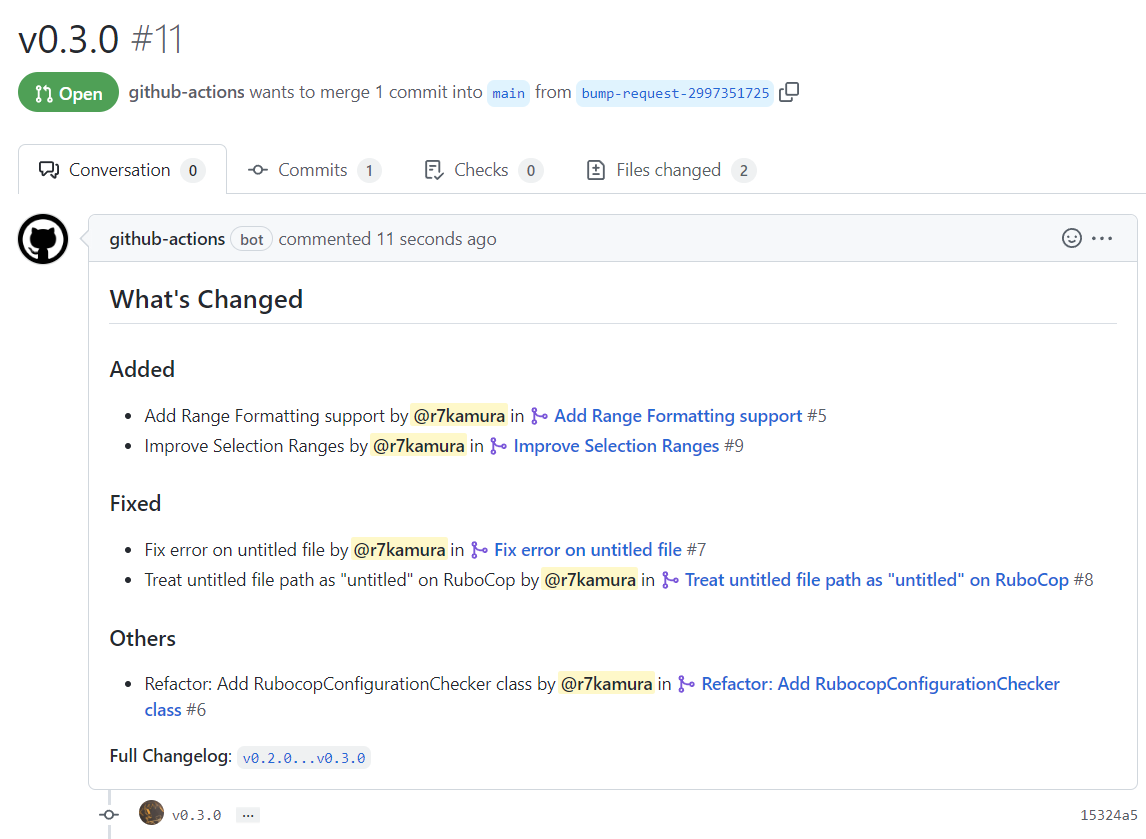 v0.3.0 #11
Open github-actions wants to merge 1 commit into main from bump-request-2997351725
Conversation 0 Commits 1 Checks 0 Files changed 2
github-actions bot commented 11 seconds ago
What's Changed
Added
Add Range Formatting support by @r7kamura in Add Range Formatting support #5
Improve Selection Ranges by @r7kamura in Improve Selection Ranges #9
Fixed
Fix error on untitled file by @r7kamura in Fix error on untitled file #7
Treat untitled file path as "untitled" on RuboCop by @r7kamura in Treat untitled file path as "untitled" on RuboCop #8
Others
Refactor: Add RubocopConfigurationChecker class by @r7kamura in Refactor: Add RubocopConfigurationChecker
class #6
Full Changelog: v0.2.0...v0.3.0
v0.3.0 ... 15324a5